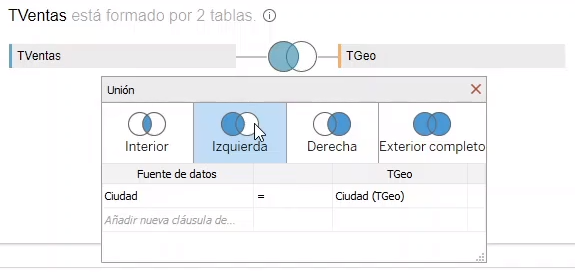 TVentas está formado por 2 tablas.
TVentas TGeo
Unión
Interior Izquierda Derecha Exterior completo
Fuente de datos TGeo
Ciudad = Ciudad (TGeo)
Añadir nueva cláusula de...